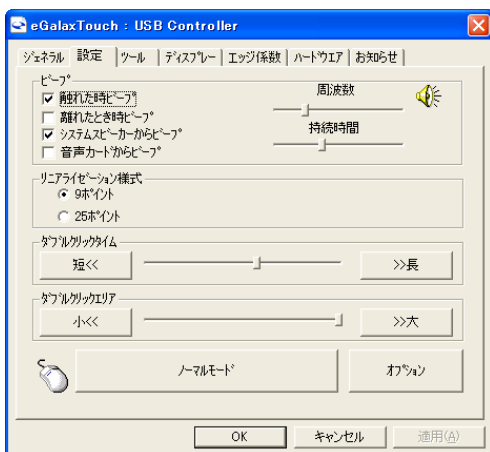 eGalaxTouch : USB Controller
ｼﾞｪﾈﾗﾙ 設定 ﾂｰﾙ ﾃﾞｨｽﾌﾟﾚｰ ｴｯｼﾞ係数 ﾊｰﾄﾞｳｴｱ お知らせ
ﾋﾞｰﾌﾟ
触れた時ﾋﾞｰﾌﾟ
離れたとき時ﾋﾞｰﾌﾟ
ｼｽﾃﾑｽﾋﾟｰｶｰからﾋﾞｰﾌﾟ
音声ｶｰﾄﾞからﾋﾞｰﾌﾟ
周波数
持続時間
ﾘﾆｱﾗｲｾﾞｰｼｮﾝ様式
9ﾎﾟｲﾝﾄ
25ﾎﾟｲﾝﾄ
ﾀﾞﾌﾞﾙｸﾘｯｸﾀｲﾑ
短<< >>長
ﾀﾞﾌﾞﾙｸﾘｯｸｴﾘｱ
小<< >>大
ﾉｰﾏﾙﾓｰﾄﾞ ｵﾌﾟｼｮﾝ
OK キャンセル 適用(A)